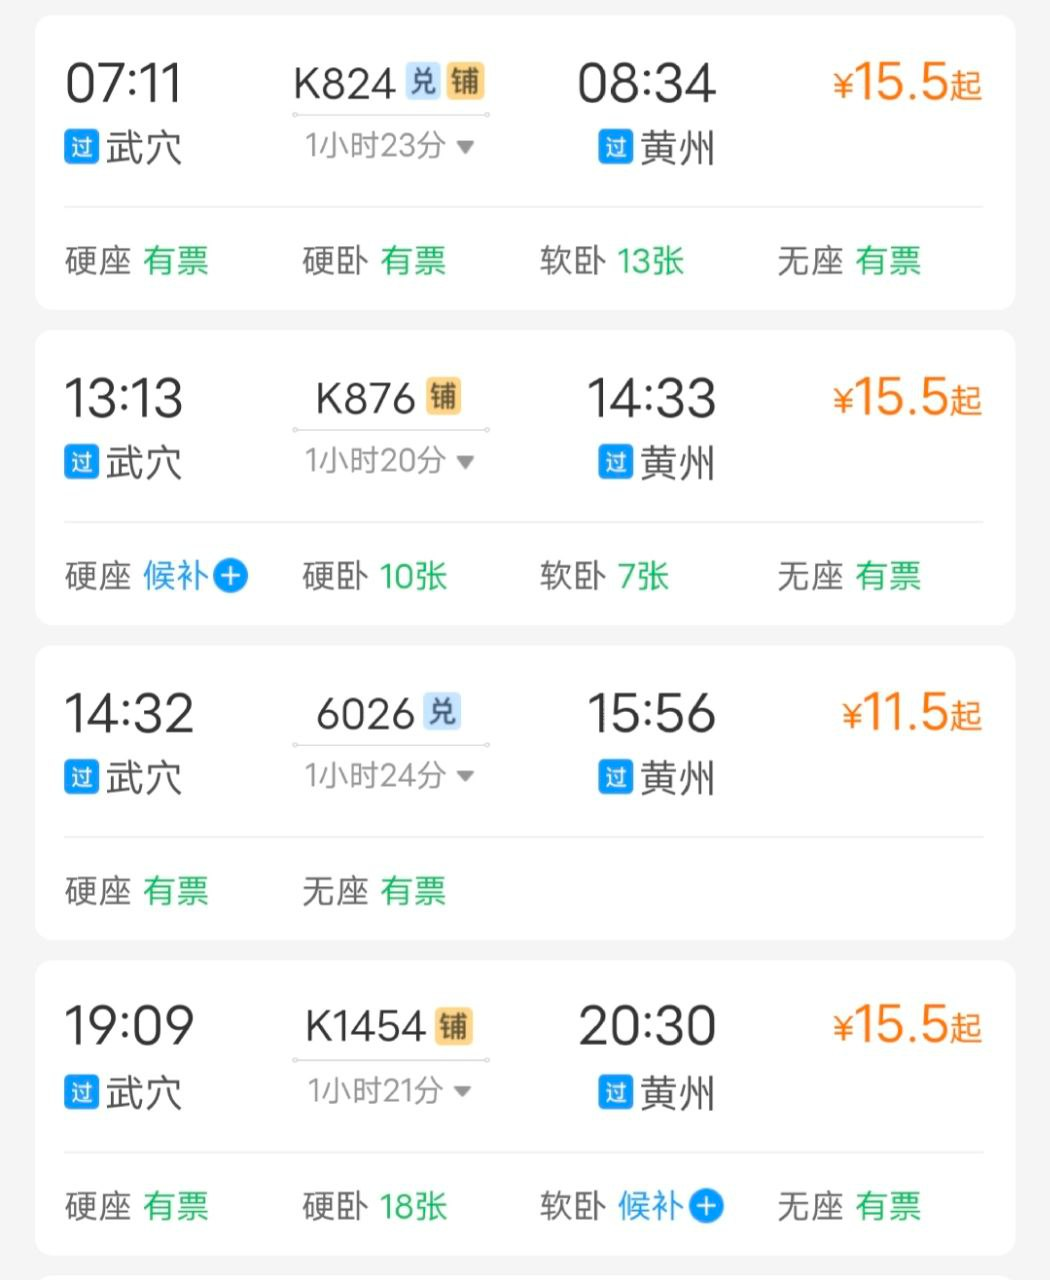 07:11 K824 兑 铺 08:34 ¥15.5起
过 武穴 1小时23分 过 黄州
硬座 有票 硬卧 有票 软卧 13张 无座 有票
13:13 K876 铺 14:33 ¥15.5起
过 武穴 1小时20分 过 黄州
硬座 候补 硬卧 10张 软卧 7张 无座 有票
14:32 6026 兑 15:56 ¥11.5起
过 武穴 1小时24分 过 黄州
硬座 有票 无座 有票
19:09 K1454 铺 20:30 ¥15.5起
过 武穴 1小时21分 过 黄州
硬座 有票 硬卧 18张 软卧 候补 无座 有票